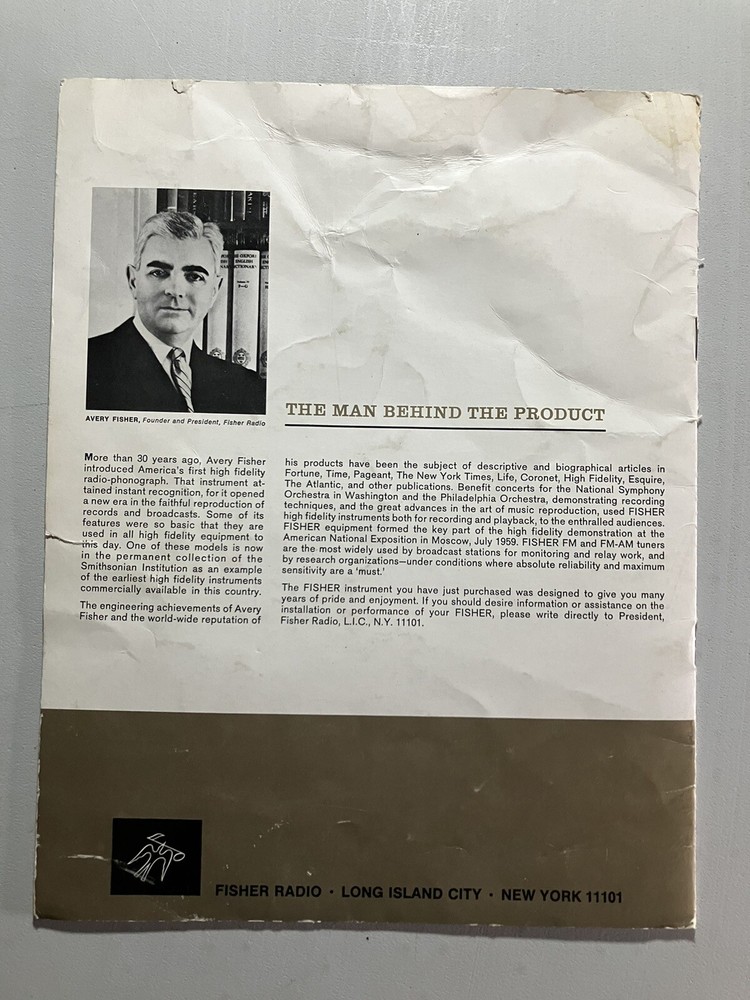 THE OXFORD
ENGLISH
DICTIONARY
AVERY FISHER, Founder and President, Fisher Radio
THE MAN BEHIND THE PRODUCT
More than 30 years ago, Avery Fisher
introduced America's first high fidelity
radio-phonograph. That instrument at-
tained instant recognition, for it opened
a new era in the faithful reproduction of
records and broadcasts. Some of its
features were so basic that they are
used in all high fidelity equipment to
this day. One of these models is now
in the permanent collection of the
Smithsonian Institution as an example
of the earliest high fidelity instruments
commercially available in this country.
The engineering achievements of Avery
Fisher and the world-wide reputation of
his products have been the subject of descriptive and biographical articles in
Fortune, Time, Pageant, The New York Times, Life, Coronet, High Fidelity, Esquire,
The Atlantic, and other publications. Benefit concerts for the National Symphony
Orchestra in Washington and the Philadelphia Orchestra, demonstrating recording
techniques, and the great advances in the art of music reproduction, used FISHER
high fidelity instruments both for recording and playback, to the enthralled audiences.
FISHER equipment formed the key part of the high fidelity demonstration at the
American National Exposition in Moscow, July 1959. FISHER FM and FM-AM tuners
are the most widely used by broadcast stations for monitoring and relay work, and
by research organizations—under conditions where absolute reliability and maximum
sensitivity are a 'must.'
The FISHER instrument you have just purchased was designed to give you many
years of pride and enjoyment. If you should desire information or assistance on the
installation or performance of your FISHER, please write directly to President,
Fisher Radio, L.I.C., N.Y. 11101.
FISHER RADIO · LONG ISLAND CITY · NEW YORK 11101